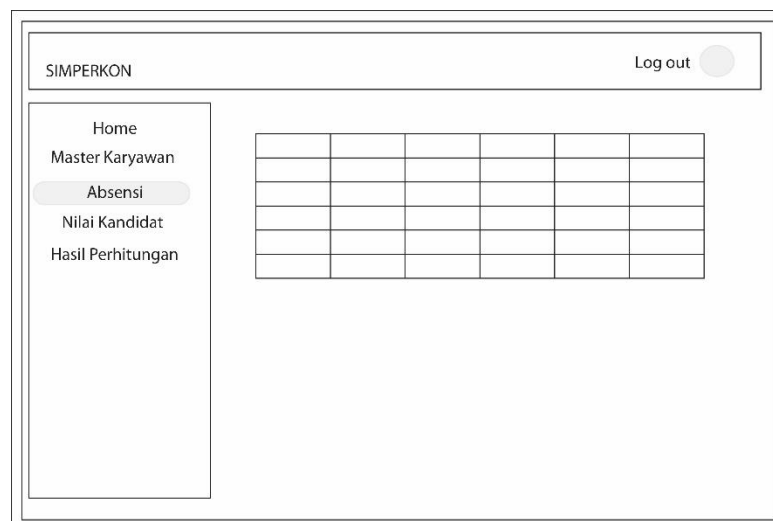 SIMPERKON
Log out
Home
Master Karyawan
Absensi
Nilai Kandidat
Hasil Perhitungan